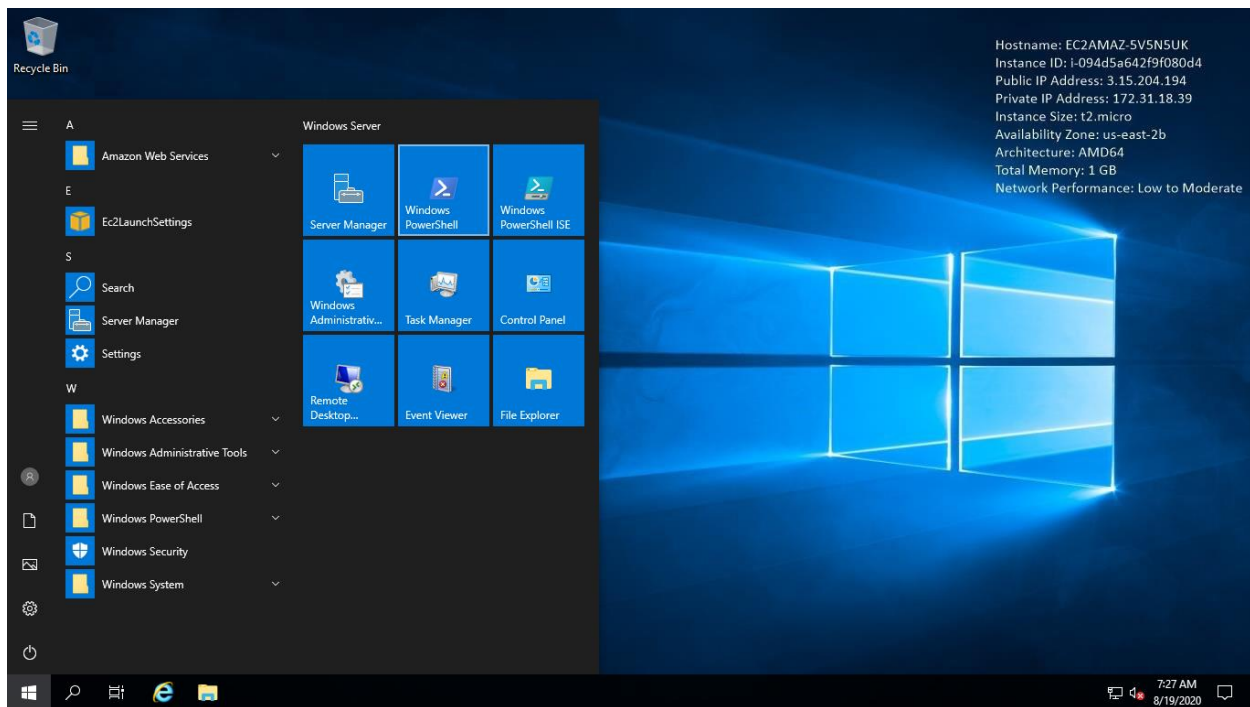 Recycle Bin
Hostname: EC2AMAZ-5V5N5UK
Instance ID: i-094d5a642f9f080d4
Public IP Address: 3.15.204.194
Private IP Address: 172.31.18.39
Instance Size: t2.micro
Availability Zone: us-east-2b
Architecture: AMD64
Total Memory: 1 GB
Network Performance: Low to Moderate
A
Amazon Web Services
E
Ec2LaunchSettings
S
Search
Server Manager
Settings
W
Windows Accessories
Windows Administrative Tools
Windows Ease of Access
Windows PowerShell
Windows Security
Windows System
Windows Server
Server Manager
Windows
PowerShell
Windows
PowerShell ISE
Windows
Administrativ...
Task Manager
Control Panel
Remote
Desktop...
Event Viewer
File Explorer
7:27 AM
8/19/2020